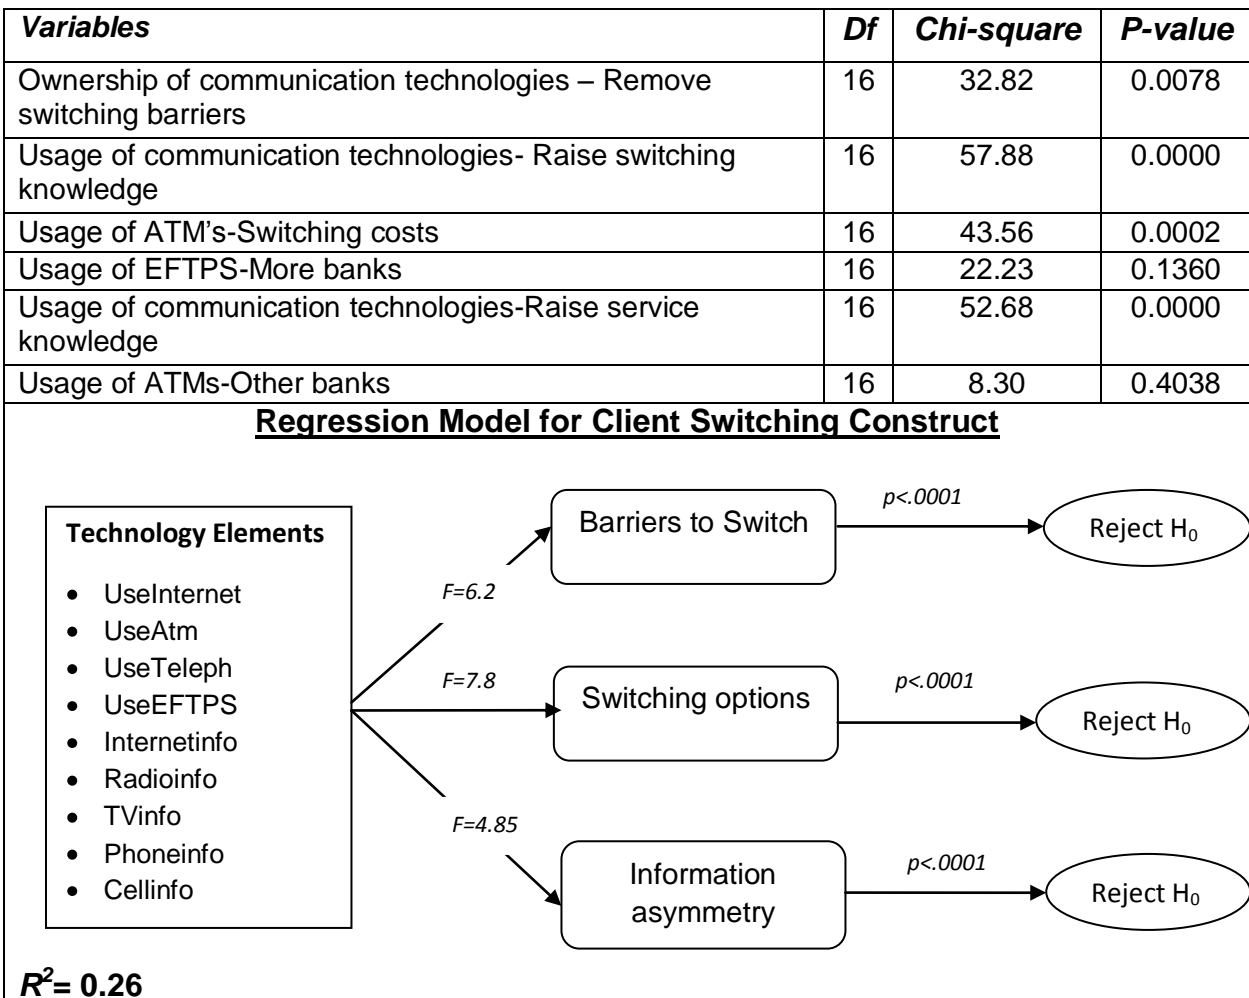 Variables Df Chi-square P-value
Ownership of communication technologies – Remove 16 32.82 0.0078
switching barriers
Usage of communication technologies- Raise switching 16 57.88 0.0000
knowledge
Usage of ATM's-Switching costs 16 43.56 0.0002
Usage of EFTPS-More banks 16 22.23 0.1360
Usage of communication technologies-Raise service 16 52.68 0.0000
knowledge
Usage of ATMs-Other banks 16 8.30 0.4038
Regression Model for Client Switching Construct
Technology Elements
• UseInternet
• UseAtm
• UseTeleph
• UseEFTPS
• Internetinfo
• Radioinfo
• TVinfo
• Phoneinfo
• Cellinfo
F=6.2
Barriers to Switch
p<.0001
Reject H₀
F=7.8
Switching options
p<.0001
Reject H₀
F=4.85
Information
asymmetry
p<.0001
Reject H₀
R²= 0.26